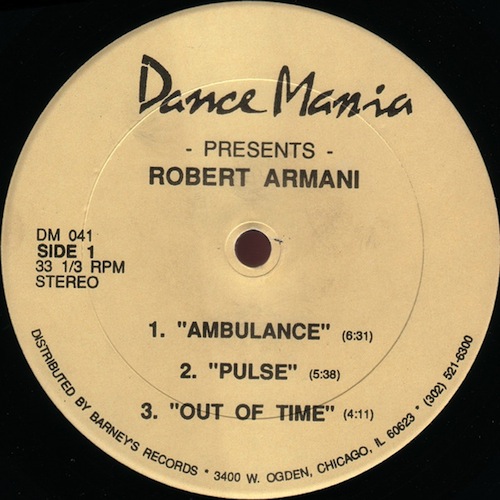 Dance Mania
- PRESENTS -
ROBERT ARMANI
DM 041
SIDE 1
33 1/3 RPM
STEREO
1. "AMBULANCE" (6:31)
2. "PULSE" (5:38)
3. "OUT OF TIME" (4:11)
DISTRIBUTED BY BARNEY'S RECORDS • 3400 W. OGDEN, CHICAGO, IL 60623 • (302) 521-6300